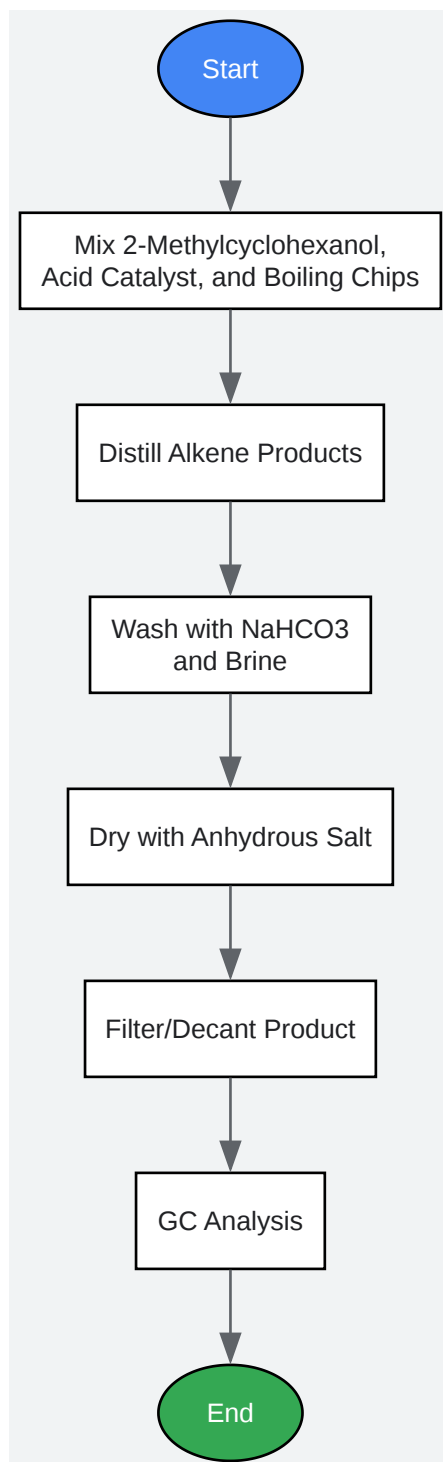 Start
Mix 2-Methylcyclohexanol,
Acid Catalyst, and Boiling Chips
Distill Alkene Products
Wash with NaHCO3
and Brine
Dry with Anhydrous Salt
Filter/Decant Product
GC Analysis
End